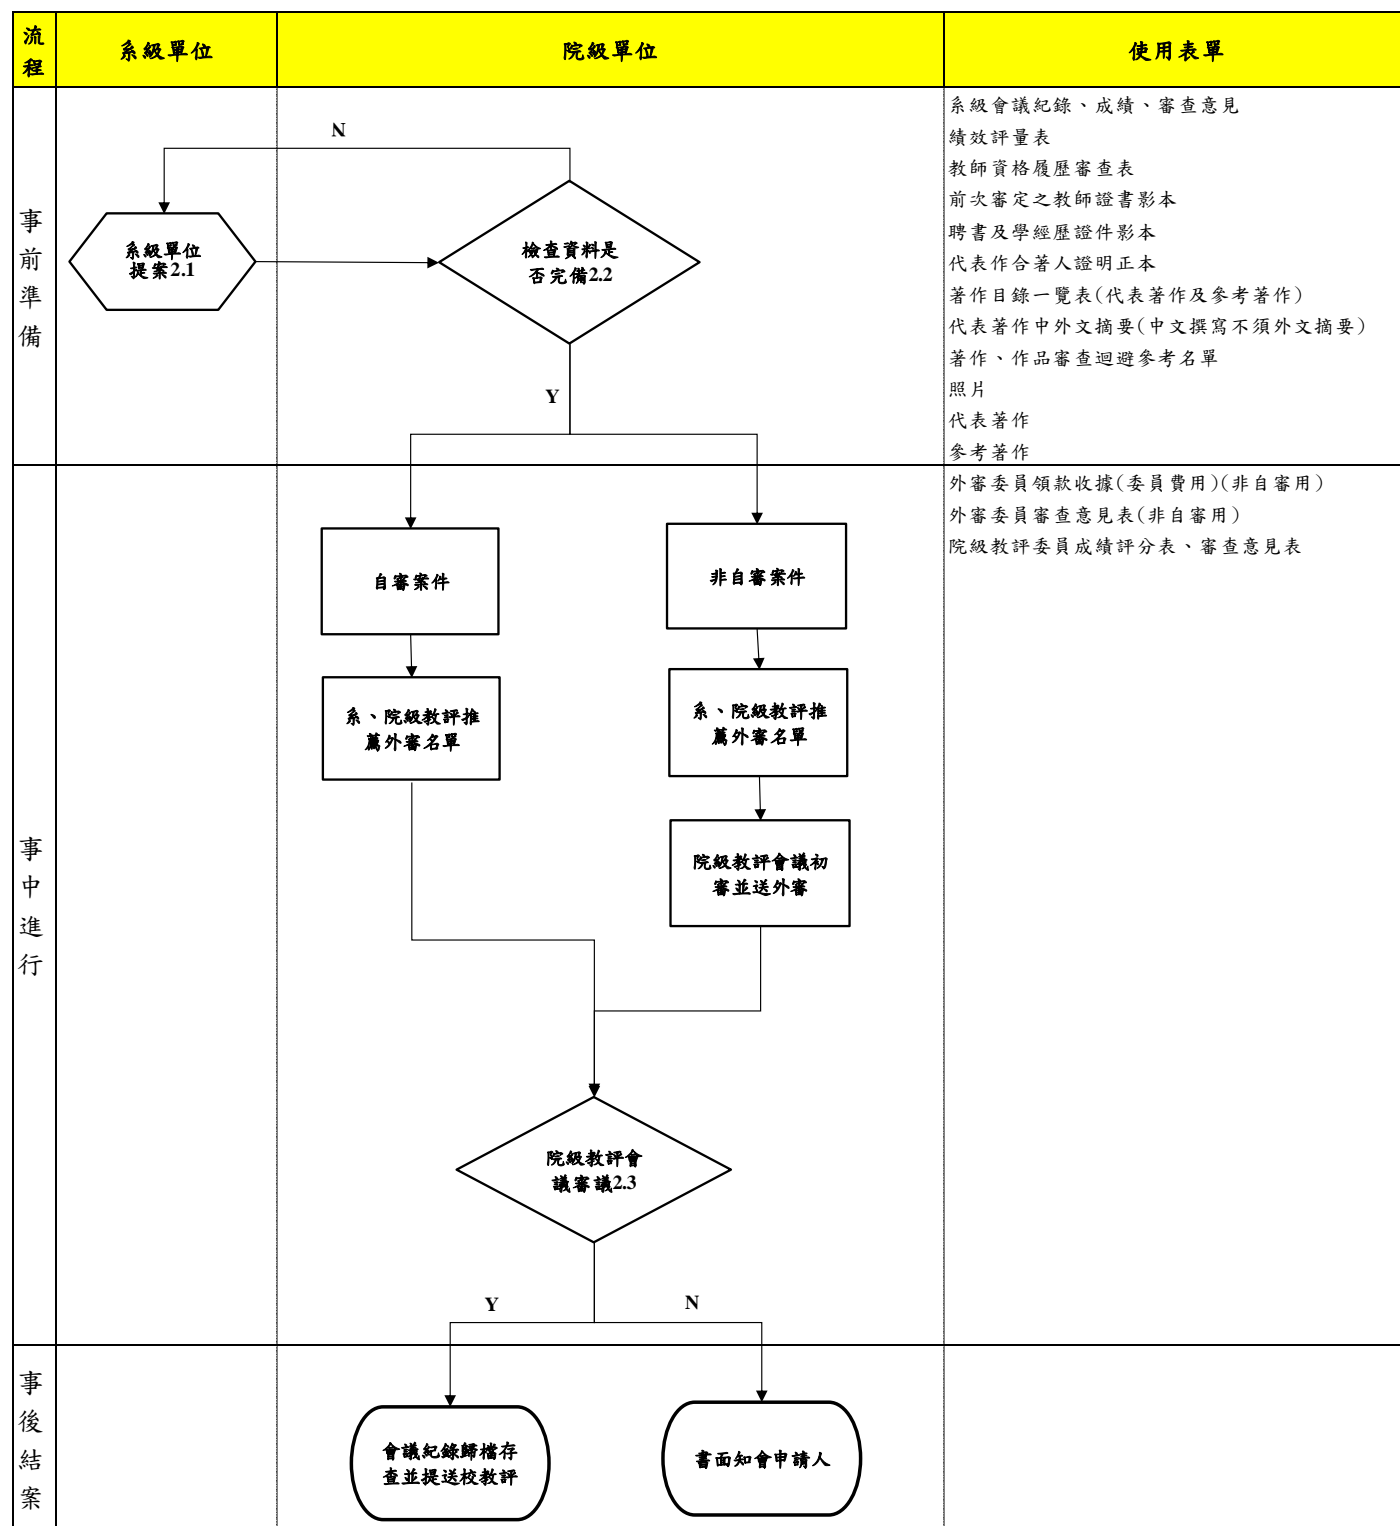 流程
系級單位
院級單位
使用表單
事前準備
N
系級單位
提案2.1
檢查資料是
否完備2.2
Y
系級會議紀錄、成績、審查意見
績效評量表
教師資格履歷審查表
前次審定之教師證書影本
聘書及學經歷證件影本
代表作合著人證明正本
著作目錄一覽表(代表著作及參考著作)
代表著作中外文摘要(中文撰寫不須外文摘要)
著作、作品審查迴避參考名單
照片
代表著作
參考著作
事中進行
自審案件
非自審案件
系、院級教評推
薦外審名單
系、院級教評推
薦外審名單
院級教評會議初
審並送外審
院級教評會
議審議2.3
Y
N
外審委員領款收據(委員費用)(非自審用)
外審委員審查意見表(非自審用)
院級教評委員成績評分表、審查意見表
事後結案
會議紀錄歸檔存
查並提送校教評
書面知會申請人